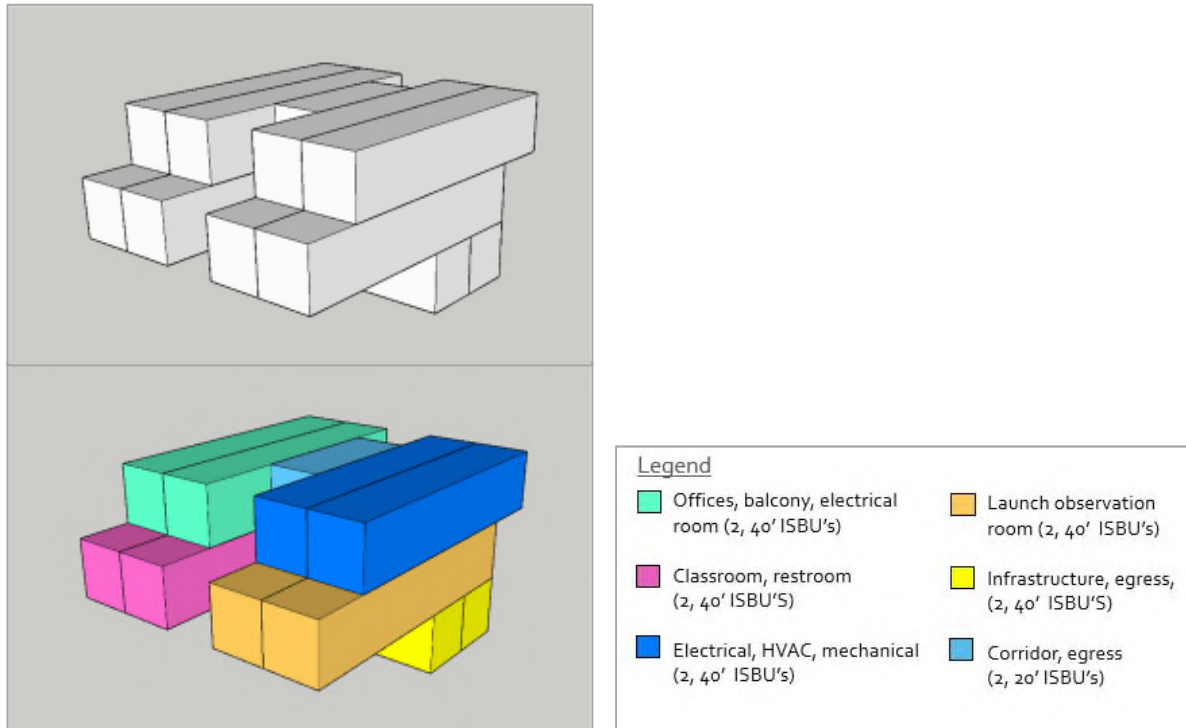 Legend
Offices, balcony, electrical
room (2, 40' ISBU's)
Classroom, restroom
(2, 40' ISBU'S)
Electrical, HVAC, mechanical
(2, 40' ISBU's)
Launch observation
room (2, 40' ISBU's)
Infrastructure, egress,
(2, 40' ISBU'S)
Corridor, egress
(2, 20' ISBU's)